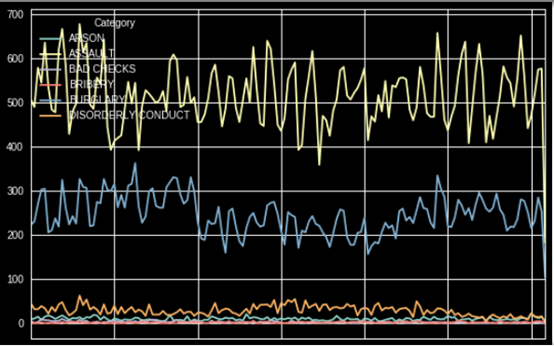 Category
700
ARSON
ASSAULT
600
BAD CHECKS
BRIBERY
BURGLARY
500
DISORDERLY CONDUCT
400
300
200
100
0